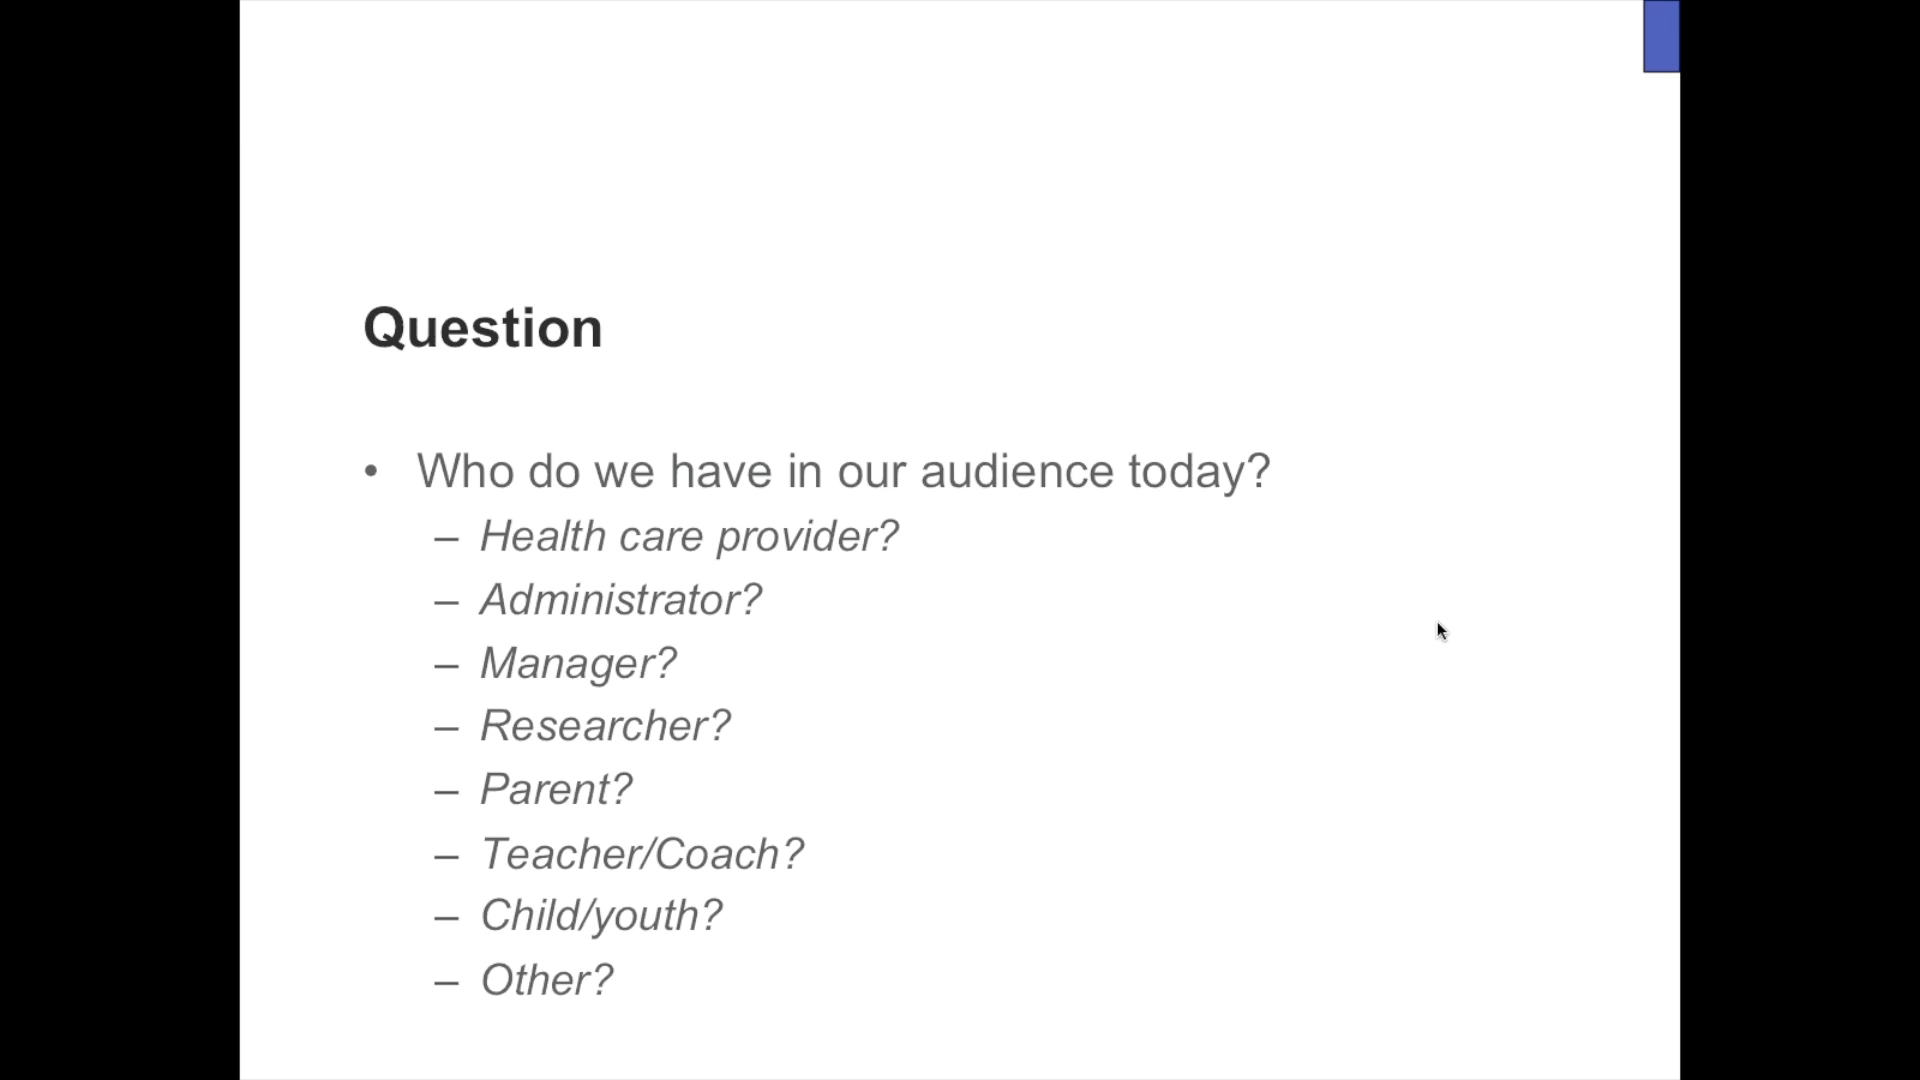 Question
• Who do we have in our audience today?
– Health care provider?
– Administrator?
– Manager?
– Researcher?
– Parent?
– Teacher/Coach?
– Child/youth?
– Other?